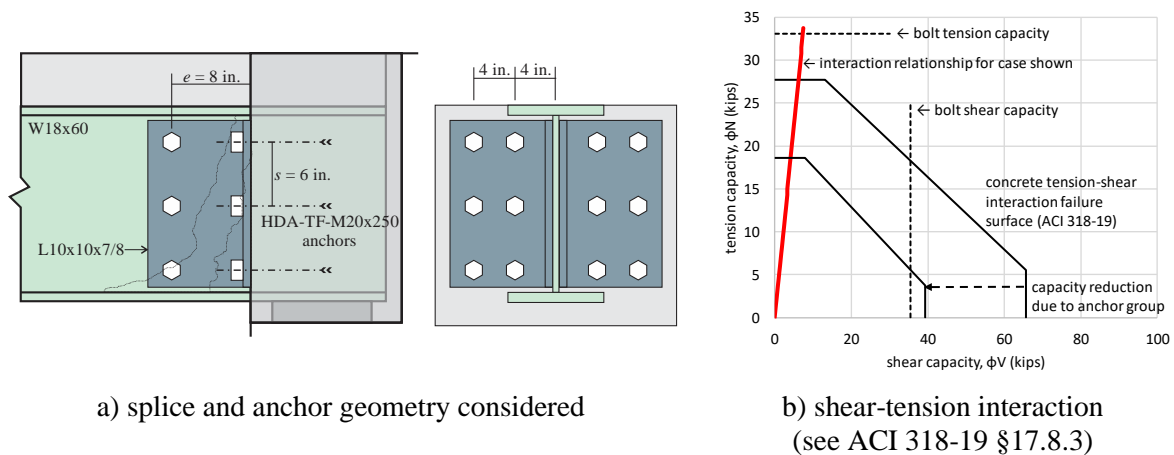 e = 8 in.
W18x60
s = 6 in.
HDA-TF-M20x250
anchors
L10x10x7/8
4 in. 4 in.
a) splice and anchor geometry considered
35
30
25
20
15
10
5
0
tension capacity, ϕN (kips)
← bolt tension capacity
← interaction relationship for case shown
← bolt shear capacity
concrete tension-shear
interaction failure
surface (ACI 318-19)
capacity reduction
due to anchor group
0 20 40 60 80 100
shear capacity, ϕV (kips)
b) shear-tension interaction
(see ACI 318-19 §17.8.3)